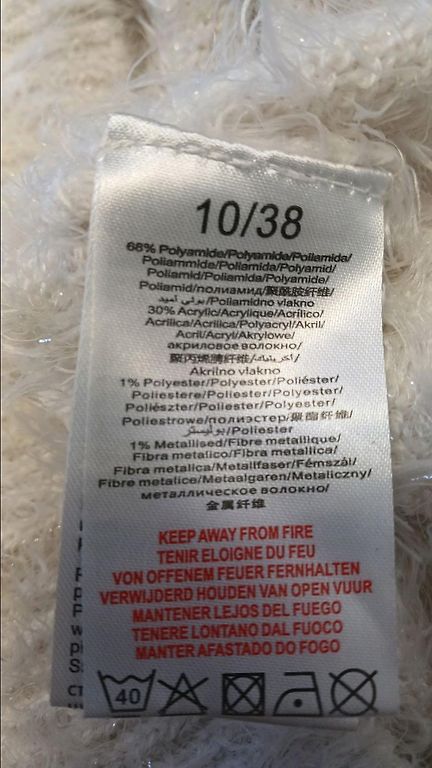 10/38
68% Polyamide/Polyamide/Poliamida/
Poliammide/Poliamida/Polyamid/
Poliamid/Poliamida/Polyamide/
Poliamid/полиамид/聚酰胺纤维/
بولي أميد/Poliamidno vlakno
30% Acrylic/Acrylique/Acrílico/
Acrilica/Acrilica/Polyacryl/Akril/
Acril/Acryl/Akrylowe/
акриловое волокно/
聚丙烯腈纤维/
Akrilno vlakno
1% Polyester/Polyester/Poliéster/
Poliestere/Poliester/Polyester/
Poliészter/Poliester/Polyester/
Poliestrowe/полиэстер/聚酯纤维/
بوليستر/Poliester
1% Metallised/Fibre metallique/
Fibra metalico/Fibra metallica/
Fibra metalica/Metallfaser/Fémszál/
Fibre metalice/Metaalgaren/Metaliczny/
металлическое волокно/
金属纤维
KEEP AWAY FROM FIRE
TENIR ELOIGNE DU FEU
VON OFFENEM FEUER FERNHALTEN
VERWIJDERD HOUDEN VAN OPEN VUUR
MANTENER LEJOS DEL FUEGO
TENERE LONTANO DAL FUOCO
MANTER AFASTADO DO FOGO
40